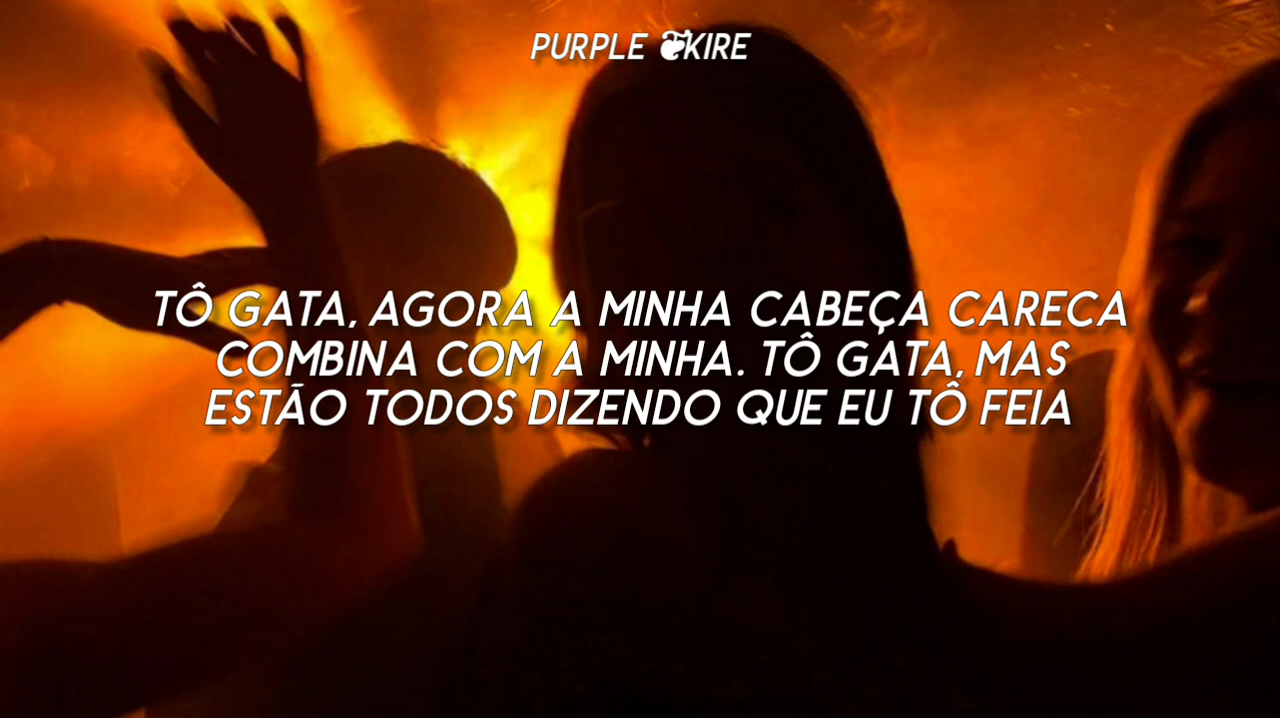 PURPLE ❦KIRE
TÔ GATA, AGORA A MINHA CABEÇA CARECA
COMBINA COM A MINHA. TÔ GATA, MAS
ESTÃO TODOS DIZENDO QUE EU TÔ FEIA